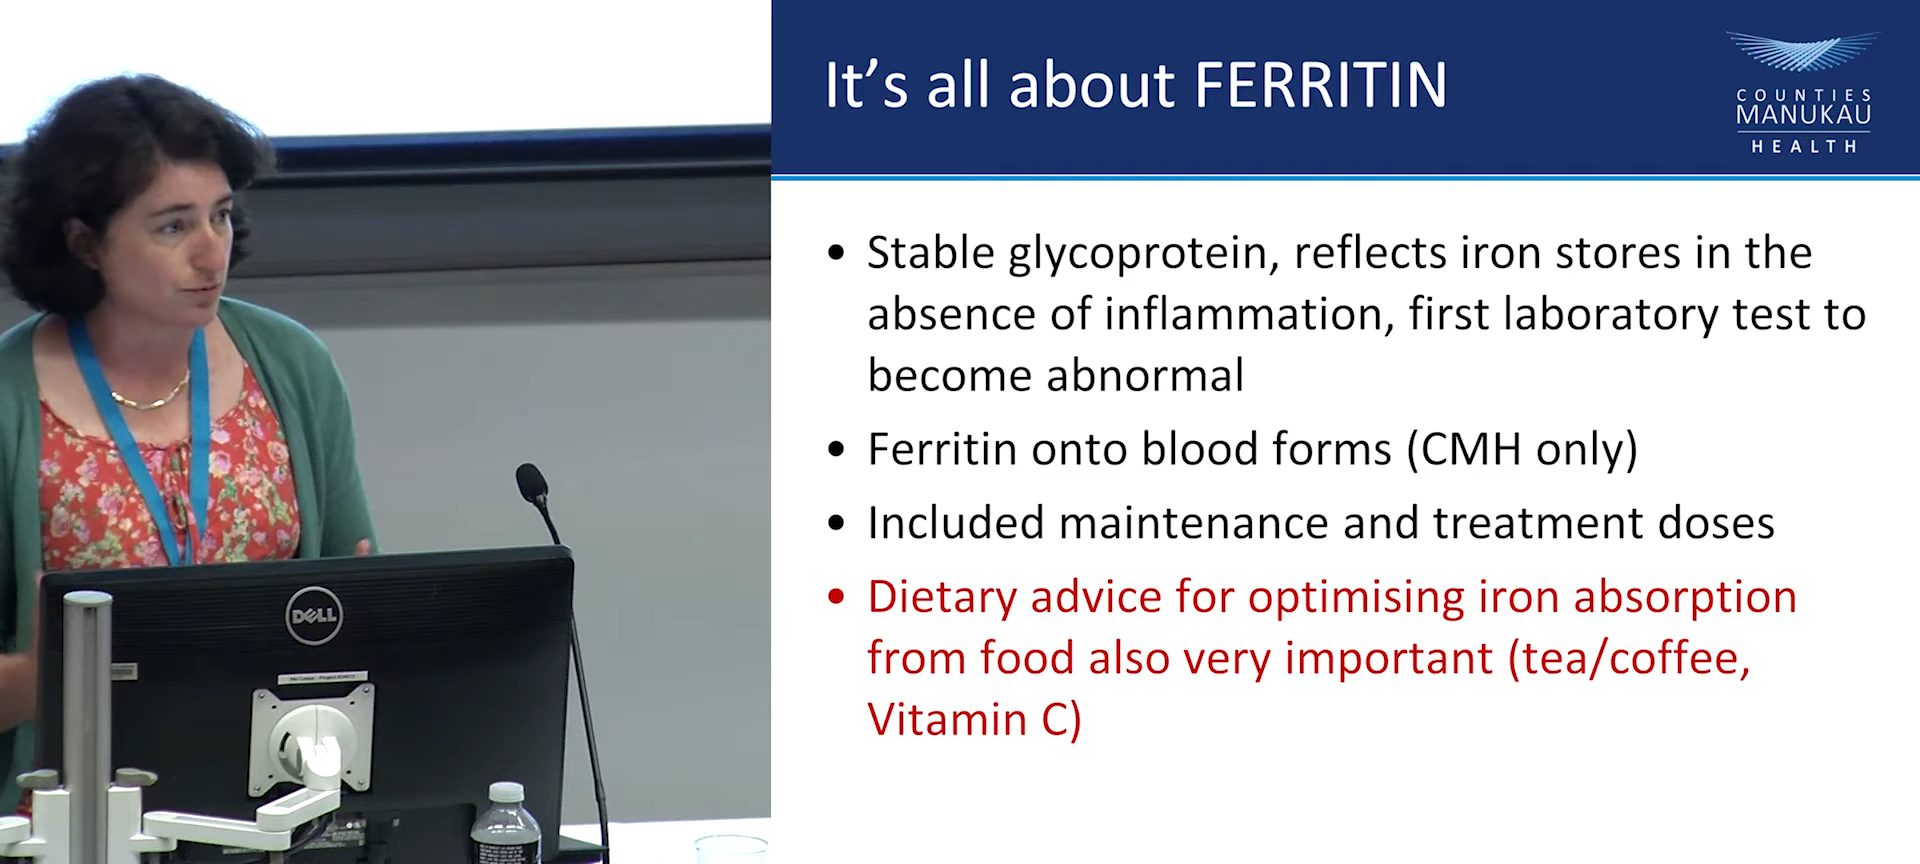 It’s all about FERRITIN
COUNTIES
MANUKAU
HEALTH
• Stable glycoprotein, reflects iron stores in the
absence of inflammation, first laboratory test to
become abnormal
• Ferritin onto blood forms (CMH only)
• Included maintenance and treatment doses
• Dietary advice for optimising iron absorption
from food also very important (tea/coffee,
Vitamin C)
DELL